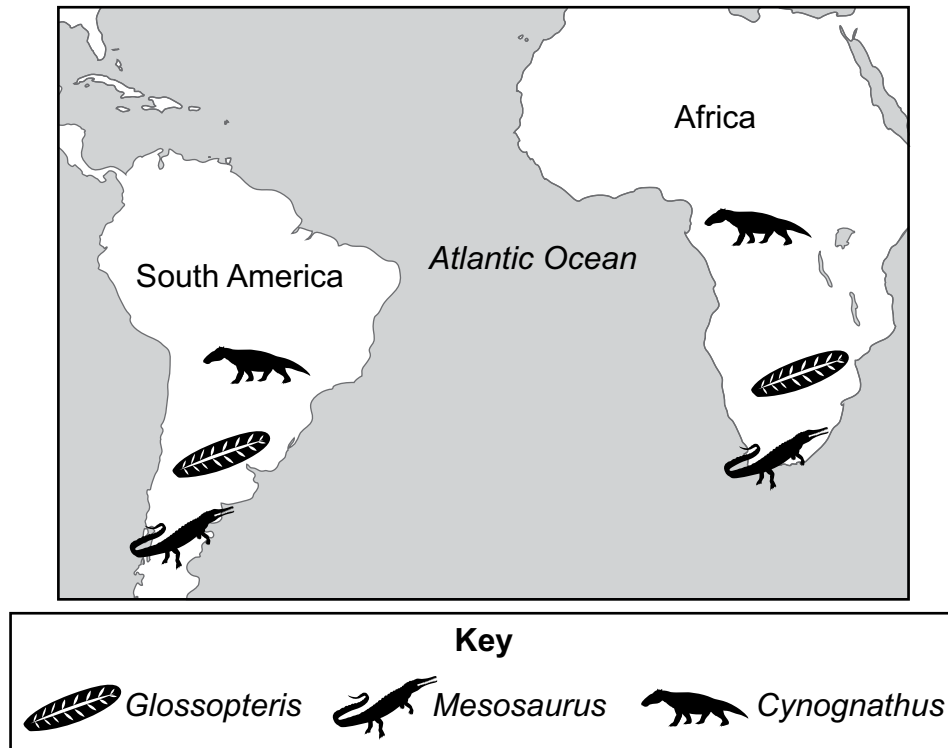 Africa
Atlantic Ocean
South America
Key
Glossopteris Mesosaurus Cynognathus